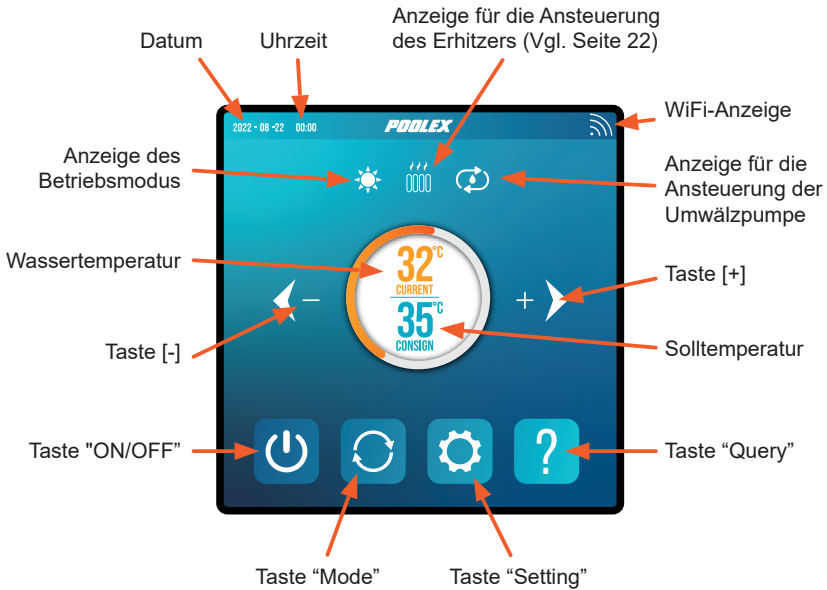 Anzeige für die Ansteuerung
des Erhitzers (Vgl. Seite 22)
Datum
Uhrzeit
WiFi-Anzeige
2022 - 08 -22
00:00
POOLEX
Anzeige des
Betriebsmodus
Anzeige für die
Ansteuerung der
Umwälzpumpe
Wassertemperatur
32°C
CURRENT
35°C
CONSIGN
−
+
Taste [+]
Taste [-]
Solltemperatur
Taste "ON/OFF”
?
Taste “Query”
Taste “Mode”
Taste “Setting”